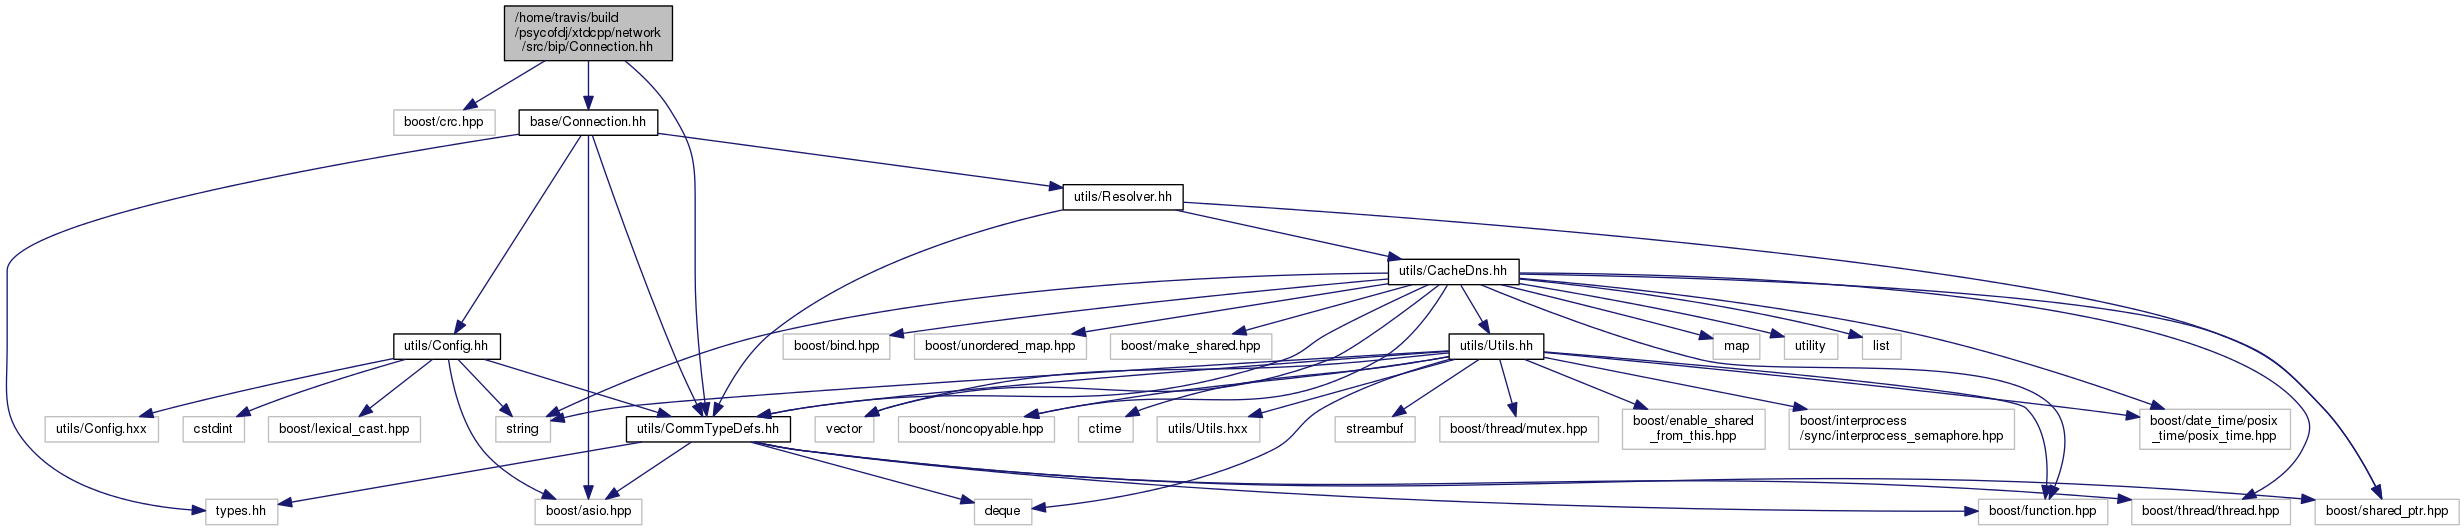 /home/travis/build
/psycofdj/xtdcpp/network
/src/bip/Connection.hh
boost/crc.hpp
base/Connection.hh
utils/Resolver.hh
utils/CacheDns.hh
utils/Config.hh
boost/bind.hpp
boost/unordered_map.hpp
boost/make_shared.hpp
utils/Utils.hh
map
utility
list
utils/Config.hxx
cstdint
boost/lexical_cast.hpp
string
utils/CommTypeDefs.hh
vector
boost/noncopyable.hpp
ctime
utils/Utils.hxx
streambuf
boost/thread/mutex.hpp
boost/enable_shared
_from_this.hpp
boost/interprocess
/sync/interprocess_semaphore.hpp
boost/date_time/posix
_time/posix_time.hpp
types.hh
boost/asio.hpp
deque
boost/function.hpp
boost/thread/thread.hpp
boost/shared_ptr.hpp